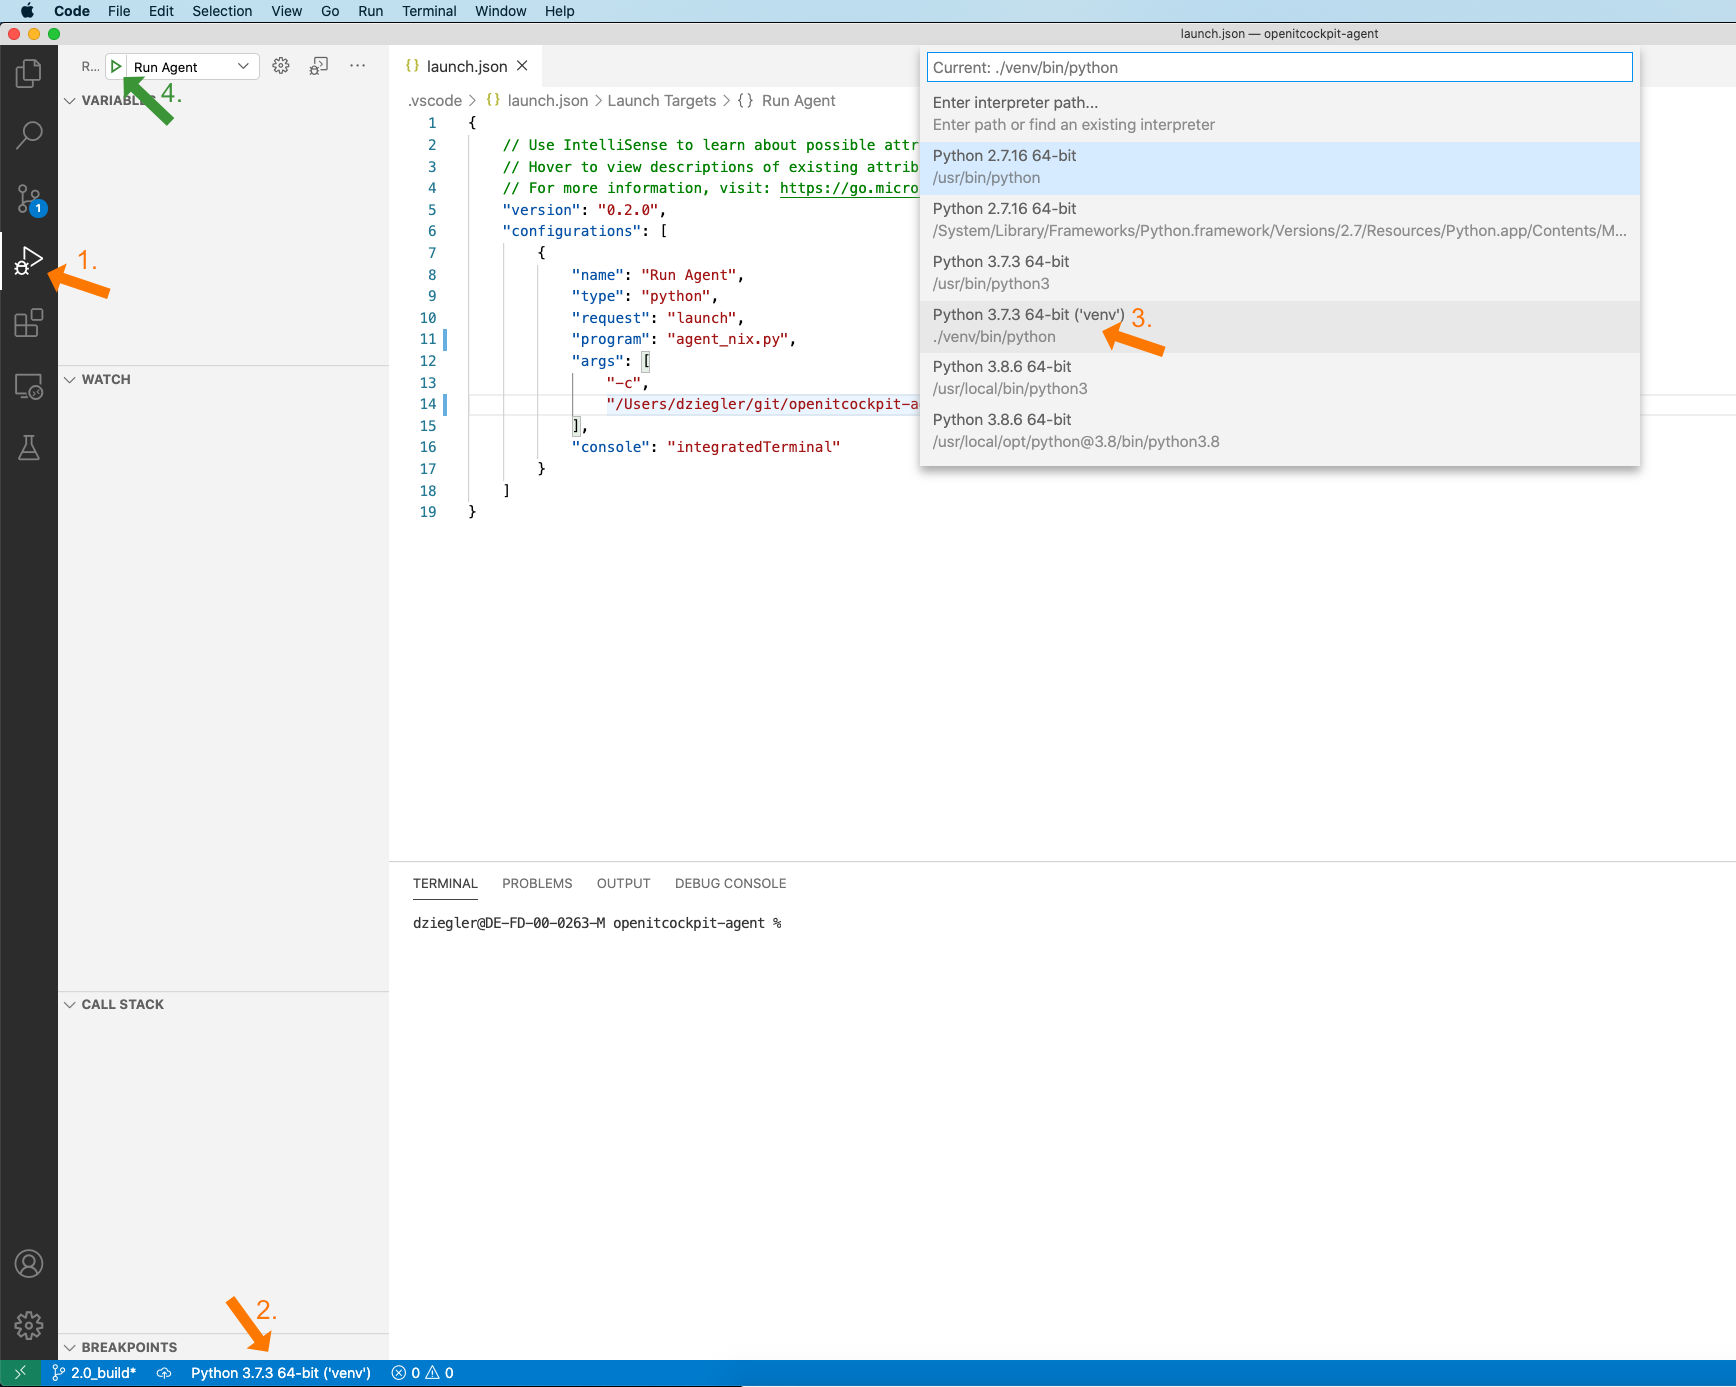 Code File Edit Selection View Go Run Terminal Window Help
launch.json — openitcockpit-agent
R... Run Agent ...
4.
VARIABLES
1.
1
WATCH
CALL STACK
BREAKPOINTS
2.
launch.json
.vscode > {} launch.json > Launch Targets > {} Run Agent
1 {
2 // Use IntelliSense to learn about possible attr
3 // Hover to view descriptions of existing attrib
4 // For more information, visit: https://go.micro
5 "version": "0.2.0",
6 "configurations": [
7 {
8 "name": "Run Agent",
9 "type": "python",
10 "request": "launch",
11 "program": "agent_nix.py",
12 "args": [
13 "-c",
14 "/Users/dziegler/git/openitcockpit-a
15 ],
16 "console": "integratedTerminal"
17 }
18 ]
19 }
Current: ./venv/bin/python
Enter interpreter path...
Enter path or find an existing interpreter
Python 2.7.16 64-bit
/usr/bin/python
Python 2.7.16 64-bit
/System/Library/Frameworks/Python.framework/Versions/2.7/Resources/Python.app/Contents/M...
Python 3.7.3 64-bit
/usr/bin/python3
Python 3.7.3 64-bit ('venv')
3.
./venv/bin/python
Python 3.8.6 64-bit
/usr/local/bin/python3
Python 3.8.6 64-bit
/usr/local/opt/python@3.8/bin/python3.8
TERMINAL PROBLEMS OUTPUT DEBUG CONSOLE
dziegler@DE-FD-00-0263-M openitcockpit-agent %
2.0_build* Python 3.7.3 64-bit ('venv') 0 0